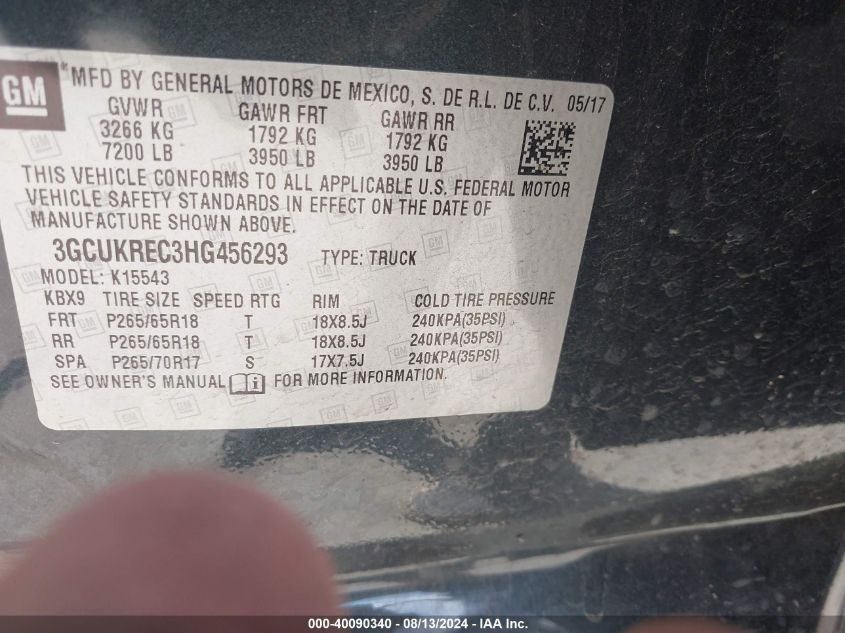 GM
MFD BY GENERAL MOTORS DE MEXICO, S. DE R.L. DE C.V. 05/17
GVWR GAWR FRT GAWR RR
3266 KG 1792 KG 1792 KG
7200 LB 3950 LB 3950 LB
THIS VEHICLE CONFORMS TO ALL APPLICABLE U.S. FEDERAL MOTOR
VEHICLE SAFETY STANDARDS IN EFFECT ON THE DATE OF
MANUFACTURE SHOWN ABOVE.
3GCUKREC3HG456293 TYPE: TRUCK
MODEL: K15543
KBX9 TIRE SIZE SPEED RTG RIM COLD TIRE PRESSURE
FRT P265/65R18 T 18X8.5J 240KPA(35PSI)
RR P265/65R18 T 18X8.5J 240KPA(35PSI)
SPA P265/70R17 S 17X7.5J 240KPA(35PSI)
SEE OWNER'S MANUAL FOR MORE INFORMATION.
000-40090340 - 08/13/2024 - IAA Inc.